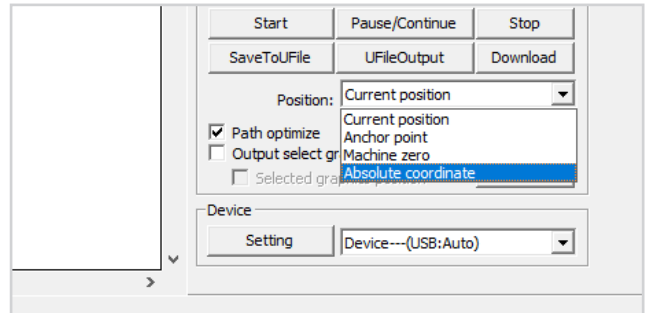 Start Pause/Continue Stop
SaveToUFile UFileOutput Download
Position: Current position
Current position
Path optimize Anchor point
Output select gr Machine zero
Selected gra Absolute coordinate
Device
Setting Device---(USB:Auto)